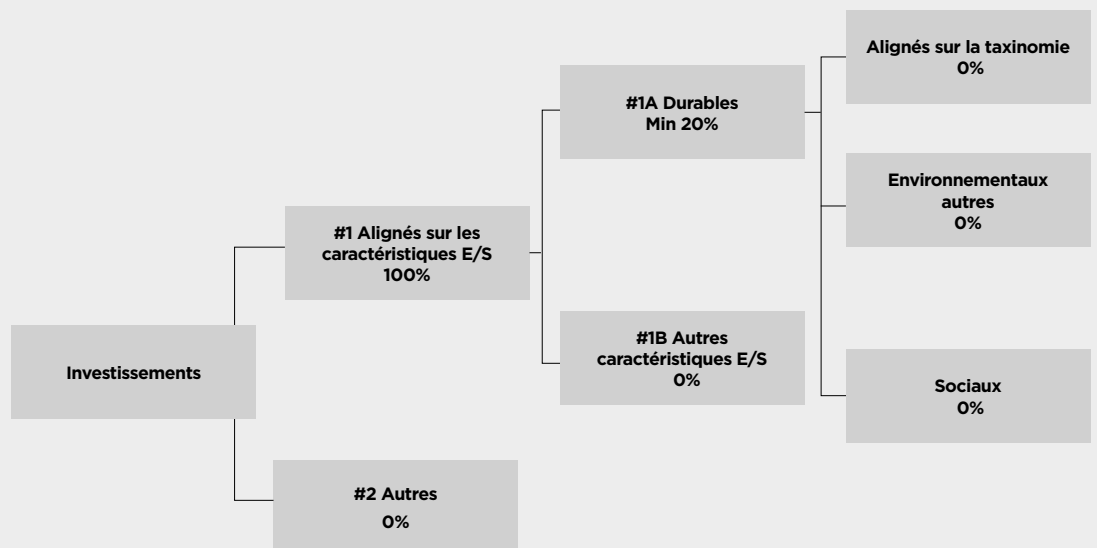 Investissements
#1 Alignés sur les
caractéristiques E/S
100%
#2 Autres
0%
#1A Durables
Min 20%
#1B Autres
caractéristiques E/S
0%
Alignés sur la taxinomie
0%
Environnementaux
autres
0%
Sociaux
0%